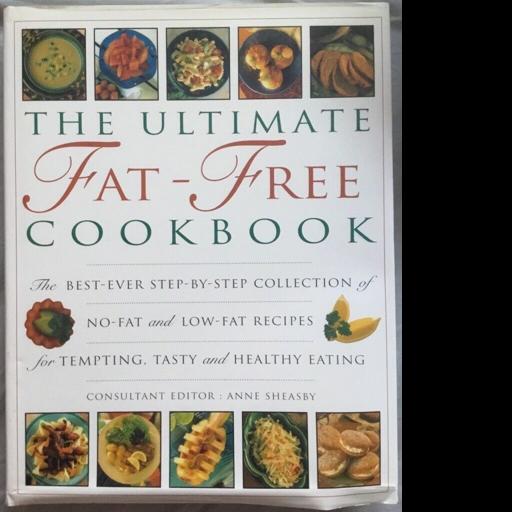 THE ULTIMATE
FAT-FREE
COOKBOOK
The BEST-EVER STEP-BY-STEP COLLECTION of
NO-FAT and LOW-FAT RECIPES
for TEMPTING, TASTY and HEALTHY EATING
CONSULTANT EDITOR : ANNE SHEASBY